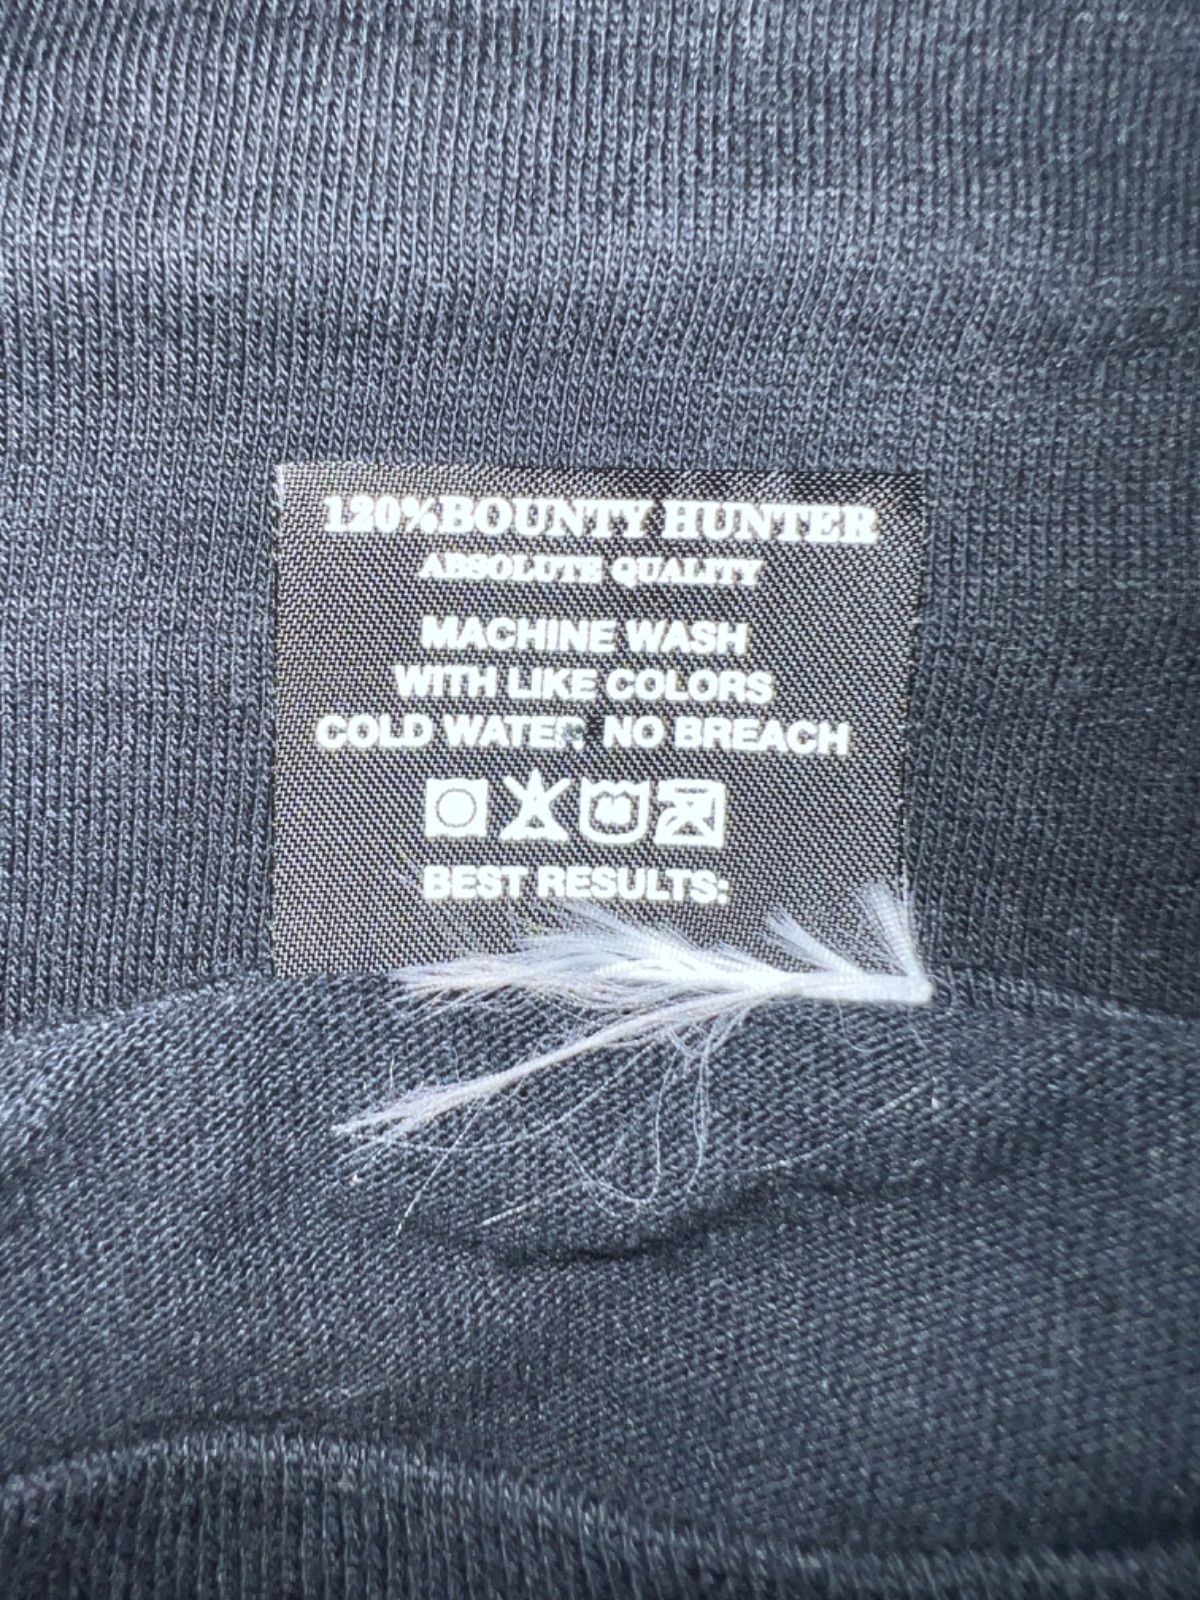 120% BOUNTY HUNTER
ABSOLUTE QUALITY
MACHINE WASH
WITH LIKE COLORS
COLD WATER, NO BREACH
BEST RESULTS: